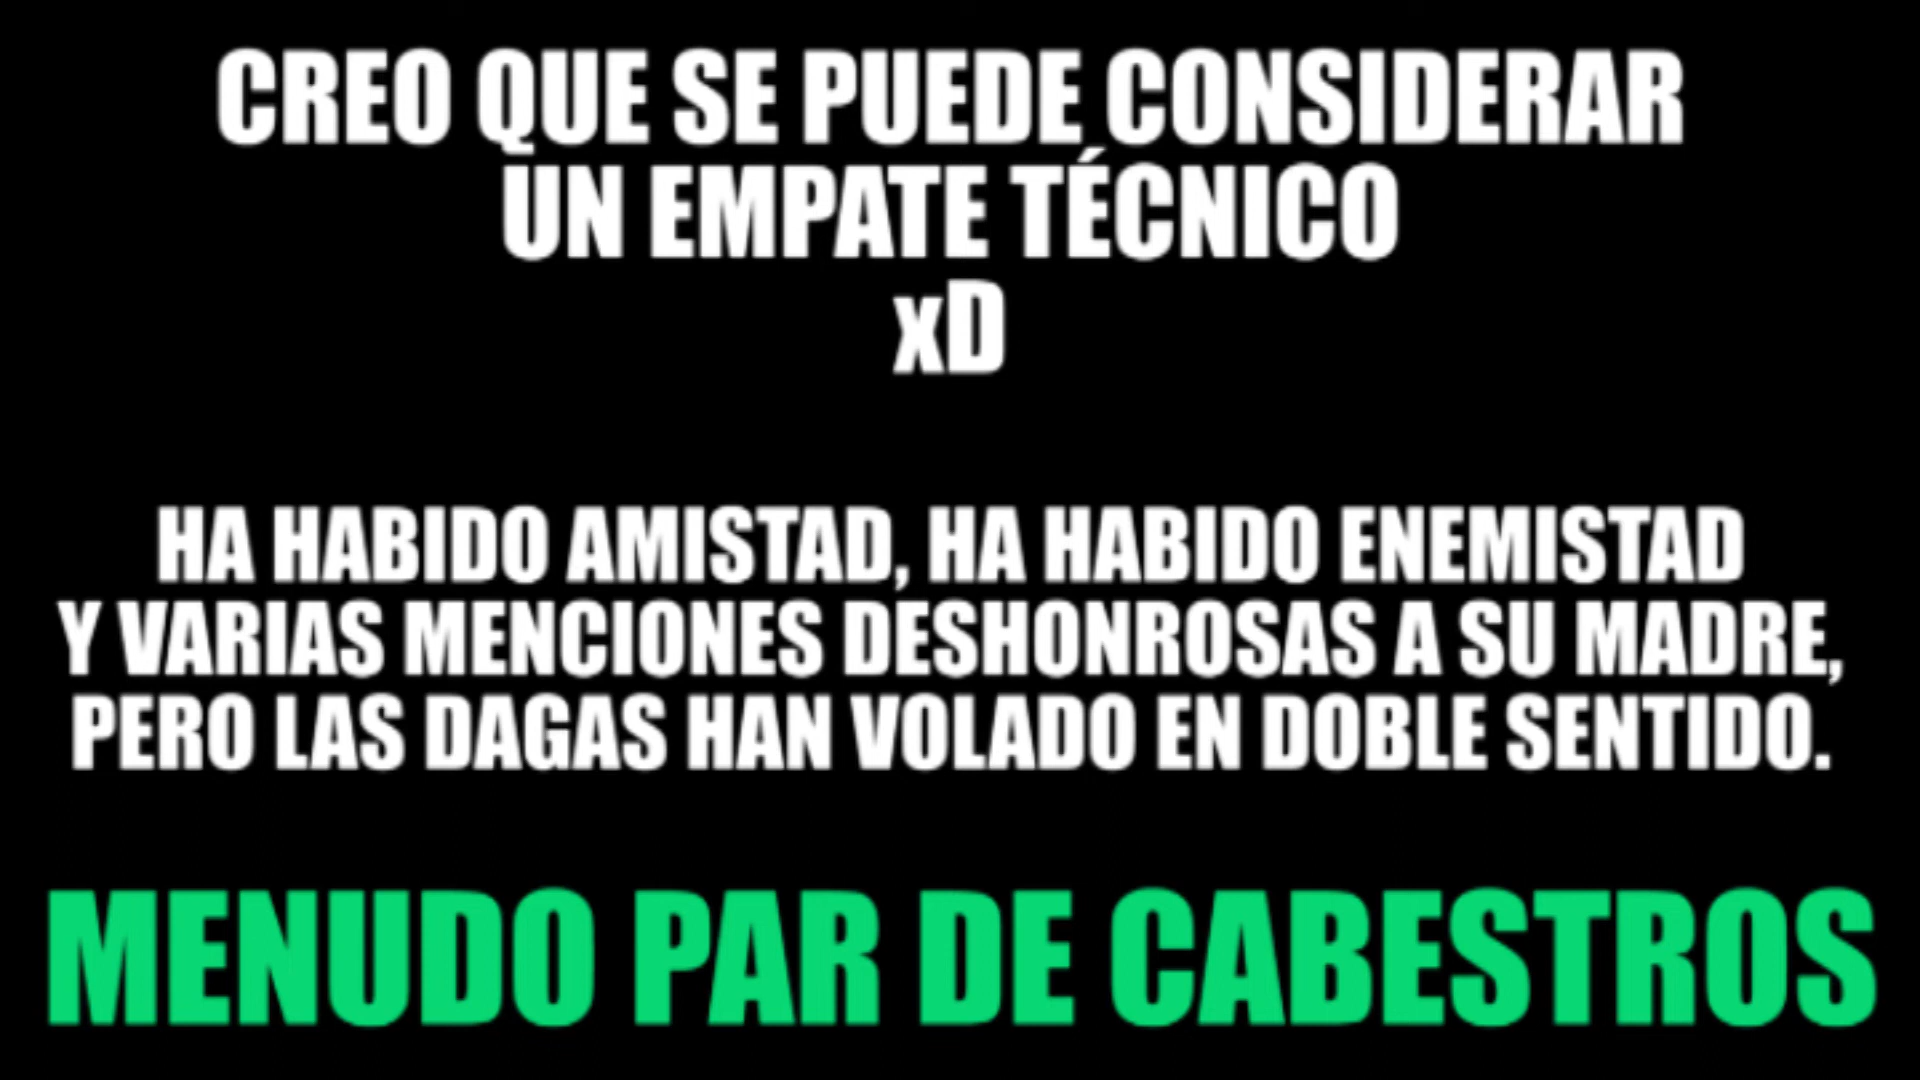 CREO QUE SE PUEDE CONSIDERAR
UN EMPATE TÉCNICO
xD
HA HABIDO AMISTAD, HA HABIDO ENEMISTAD
Y VARIAS MENCIONES DESHONROSAS A SU MADRE,
PERO LAS DAGAS HAN VOLADO EN DOBLE SENTIDO.
MENUDO PAR DE CABESTROS